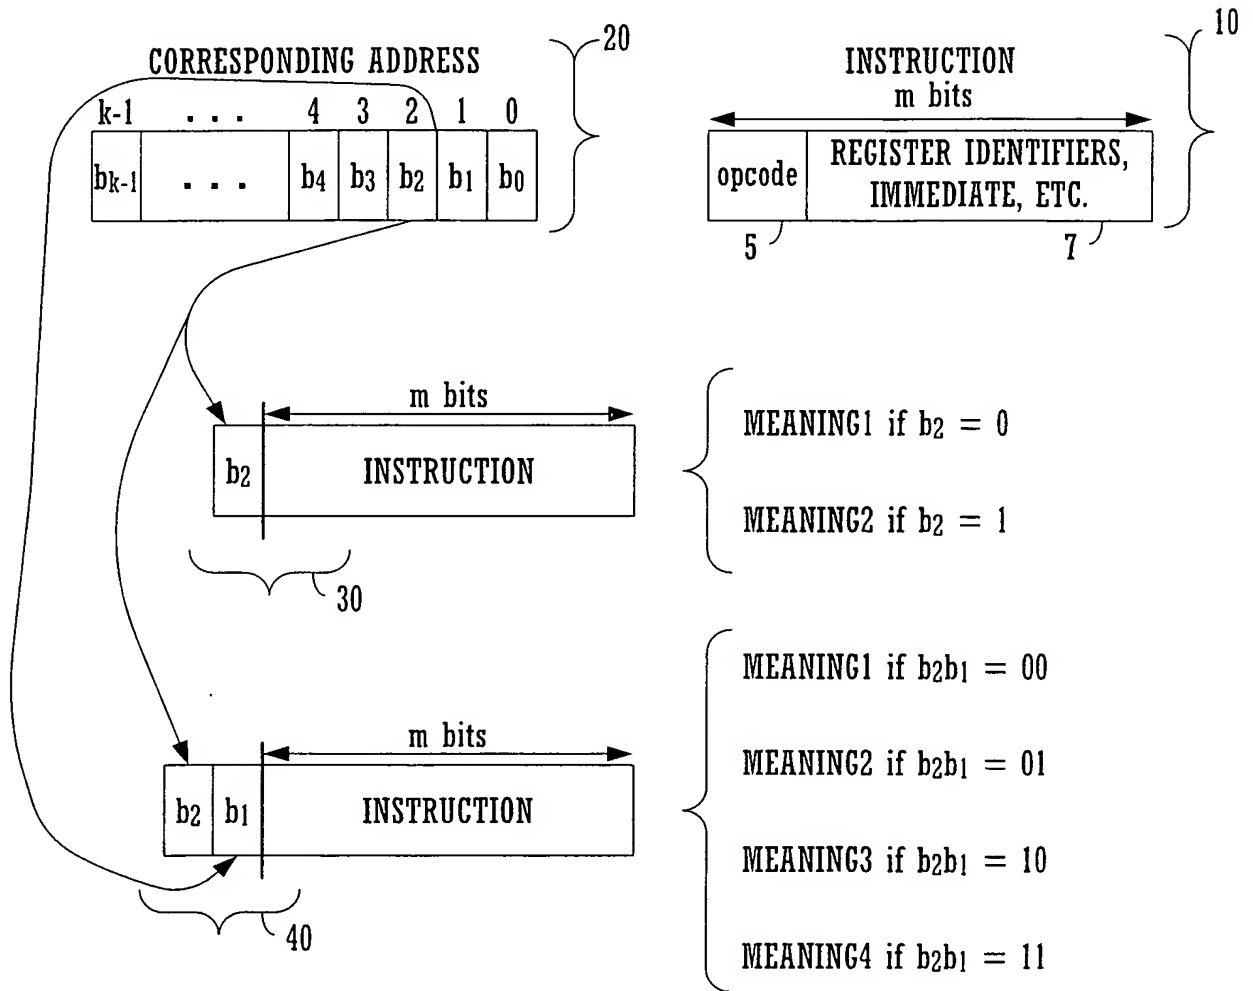 CORRESPONDING ADDRESS
20
k-1 . . . 4 3 2 1 0
bk-1 . . . b4 b3 b2 b1 b0
INSTRUCTION
10
m bits
opcode
REGISTER IDENTIFIERS,
IMMEDIATE, ETC.
5
7
m bits
b2 INSTRUCTION
30
MEANING1 if b2 = 0
MEANING2 if b2 = 1
m bits
b2 b1 INSTRUCTION
40
MEANING1 if b2b1 = 00
MEANING2 if b2b1 = 01
MEANING3 if b2b1 = 10
MEANING4 if b2b1 = 11